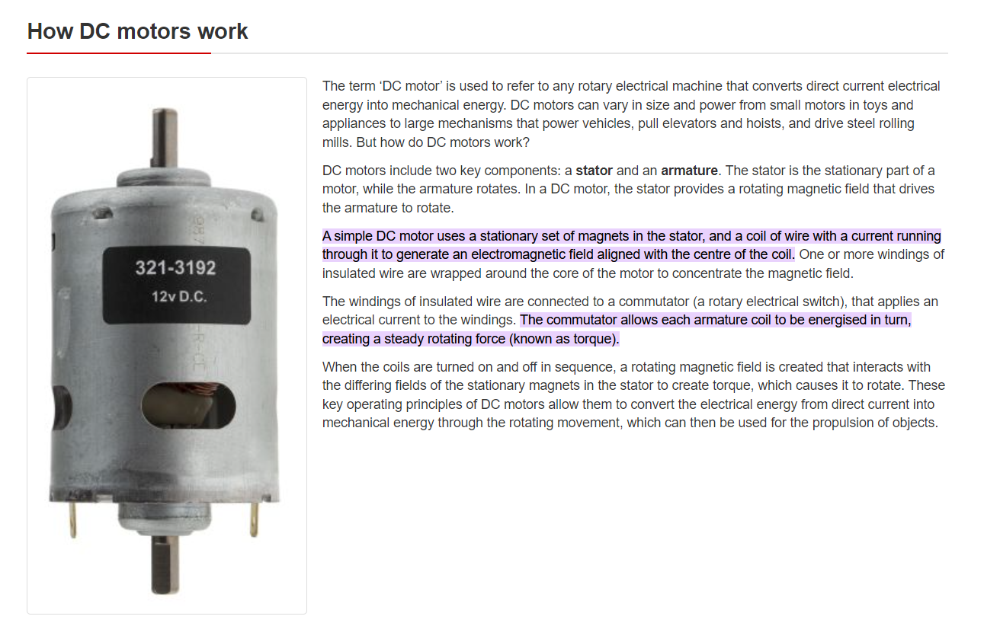 How DC motors work
321-3192
12v D.C.
The term ‘DC motor’ is used to refer to any rotary electrical machine that converts direct current electrical
energy into mechanical energy. DC motors can vary in size and power from small motors in toys and
appliances to large mechanisms that power vehicles, pull elevators and hoists, and drive steel rolling
mills. But how do DC motors work?
DC motors include two key components: a stator and an armature. The stator is the stationary part of a
motor, while the armature rotates. In a DC motor, the stator provides a rotating magnetic field that drives
the armature to rotate.
A simple DC motor uses a stationary set of magnets in the stator, and a coil of wire with a current running
through it to generate an electromagnetic field aligned with the centre of the coil. One or more windings of
insulated wire are wrapped around the core of the motor to concentrate the magnetic field.
The windings of insulated wire are connected to a commutator (a rotary electrical switch), that applies an
electrical current to the windings. The commutator allows each armature coil to be energised in turn,
creating a steady rotating force (known as torque).
When the coils are turned on and off in sequence, a rotating magnetic field is created that interacts with
the differing fields of the stationary magnets in the stator to create torque, which causes it to rotate. These
key operating principles of DC motors allow them to convert the electrical energy from direct current into
mechanical energy through the rotating movement, which can then be used for the propulsion of objects.